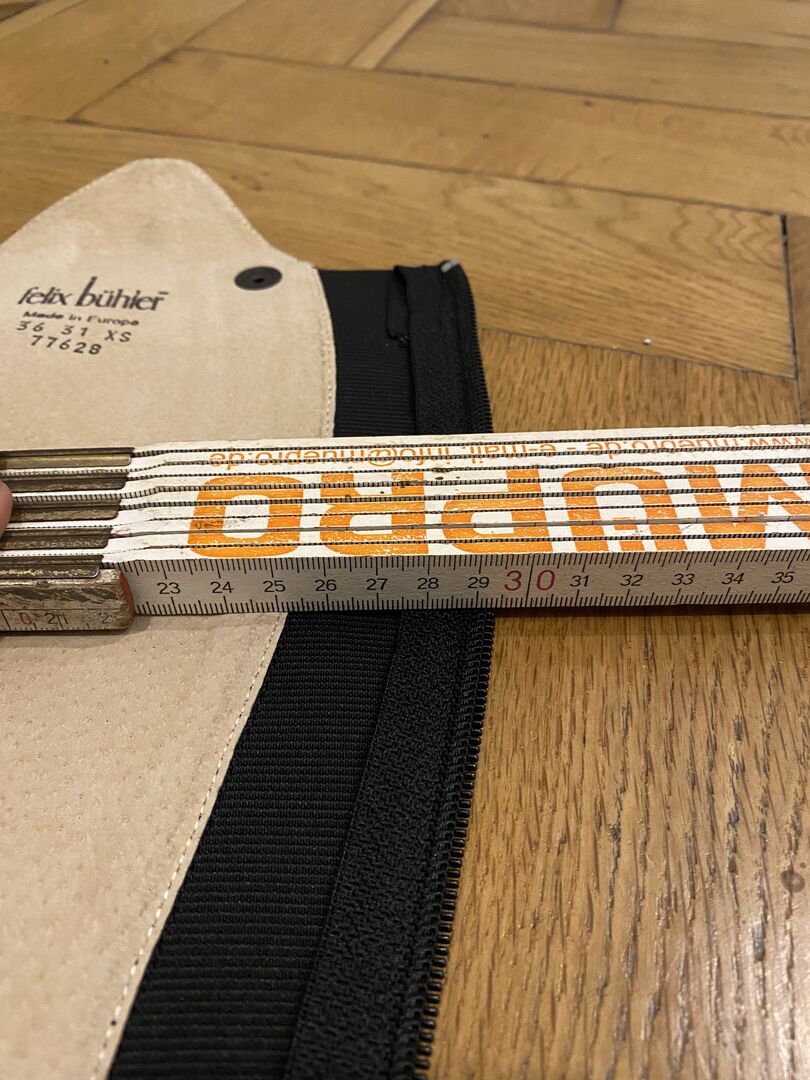 felix bühler
Made in Europe
36 31 XS
77628
www.muepro.de - e-mail. info@muepro.de
MÜPRO
23 24 25 26 27 28 29 30 31 32 33 34 35